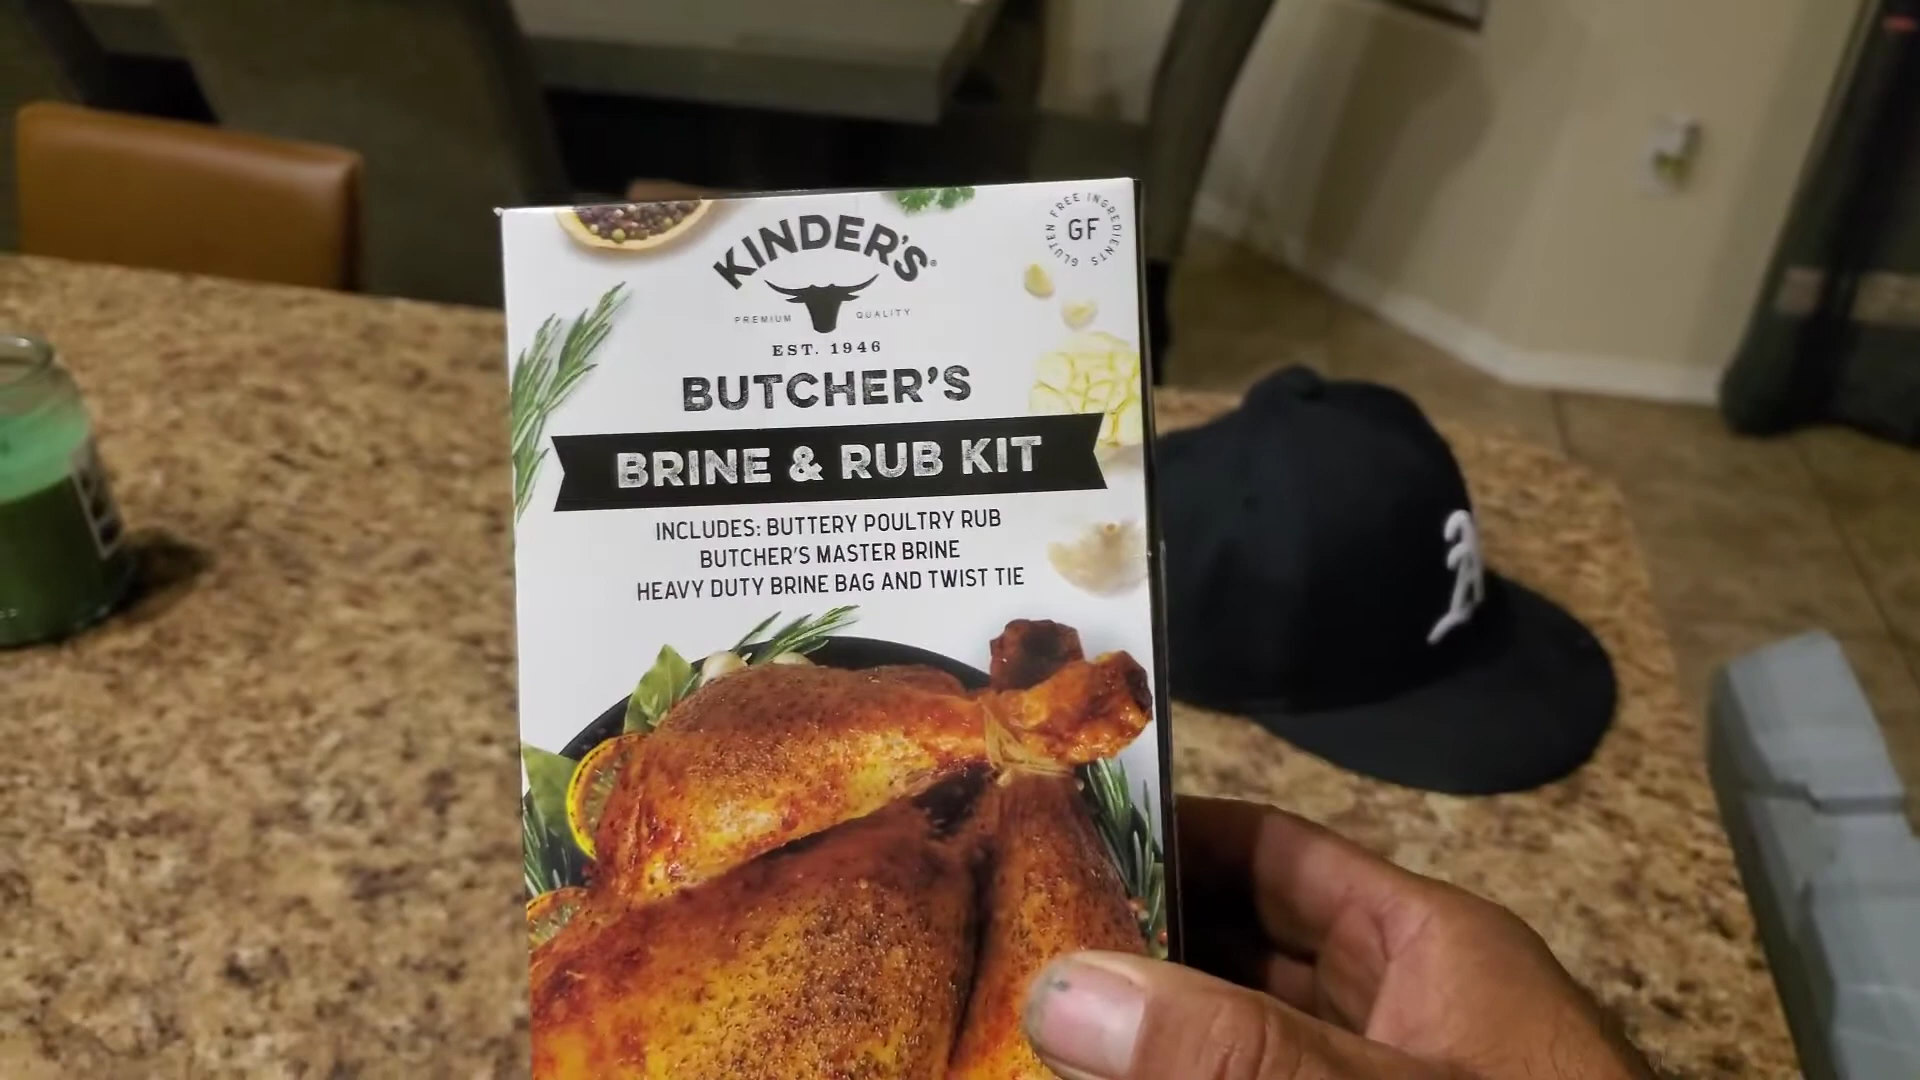 KINDER'S
PREMIUM QUALITY
EST. 1946
BUTCHER'S
BRINE & RUB KIT
INCLUDES: BUTTERY POULTRY RUB
BUTCHER'S MASTER BRINE
HEAVY DUTY BRINE BAG AND TWIST TIE
GLUTEN FREE INGREDIENTS
GF
A